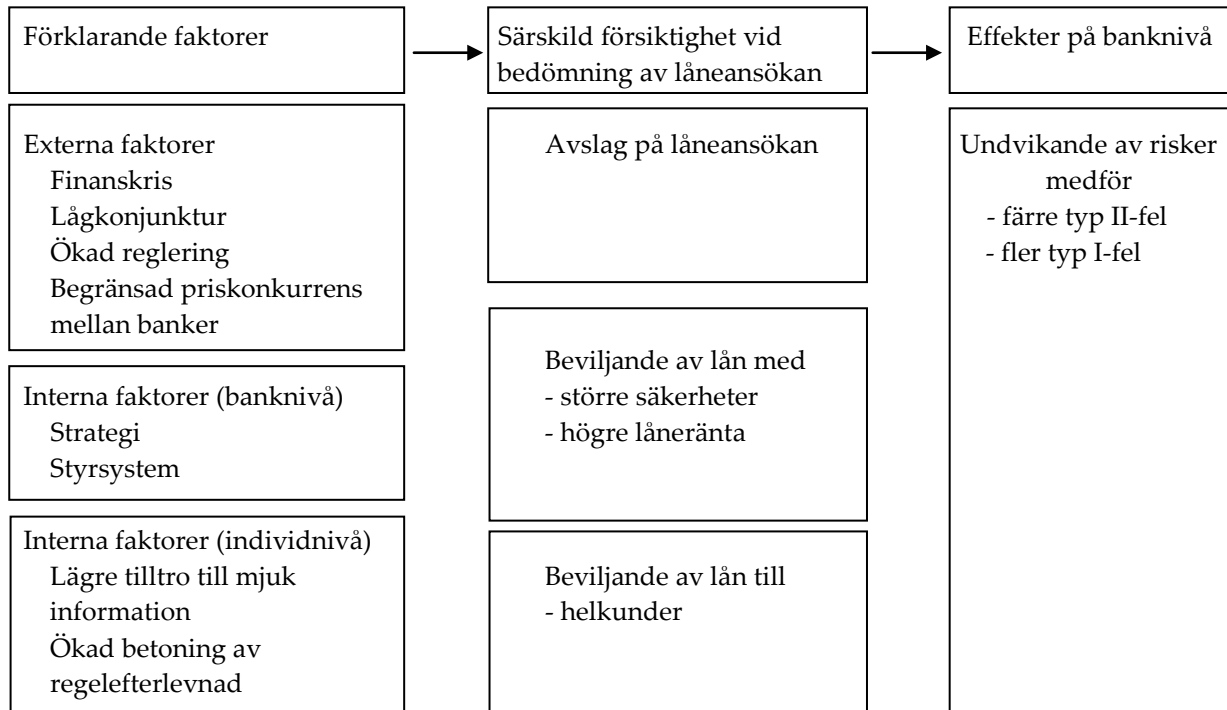 Förklarande faktorer
Särskild försiktighet vid
bedömning av låneansökan
Effekter på banknivå
Externa faktorer
Finanskris
Lågkonjunktur
Ökad reglering
Begränsad priskonkurrens
mellan banker
Interna faktorer (banknivå)
Strategi
Styrsystem
Interna faktorer (individnivå)
Lägre tilltro till mjuk
information
Ökad betoning av
regelefterlevnad
Avslag på låneansökan
Beviljande av lån med
- större säkerheter
- högre låneränta
Beviljande av lån till
- helkunder
Undvikande av risker
medför
- färre typ II-fel
- fler typ I-fel